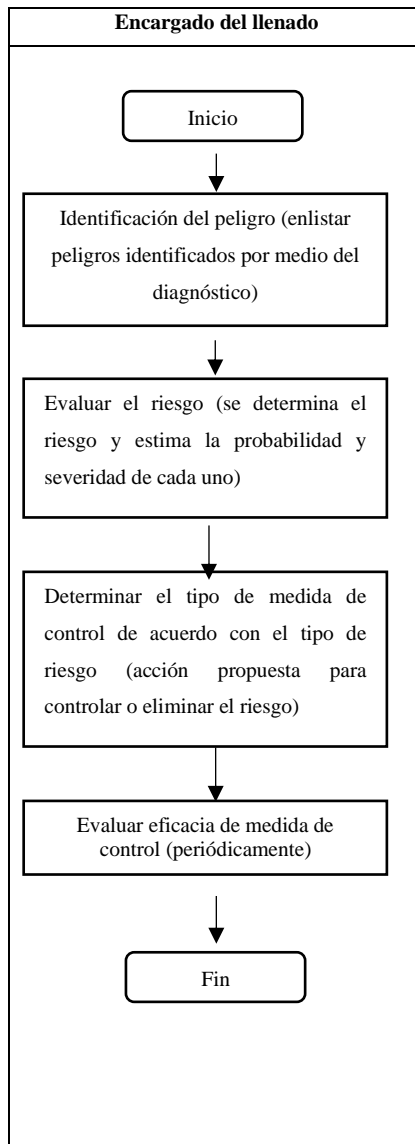 Encargado del llenado
Inicio
Identificación del peligro (enlistar
peligros identificados por medio del
diagnóstico)
Evaluar el riesgo (se determina el
riesgo y estima la probabilidad y
severidad de cada uno)
Determinar el tipo de medida de
control de acuerdo con el tipo de
riesgo (acción propuesta para
controlar o eliminar el riesgo)
Evaluar eficacia de medida de
control (periódicamente)
Fin